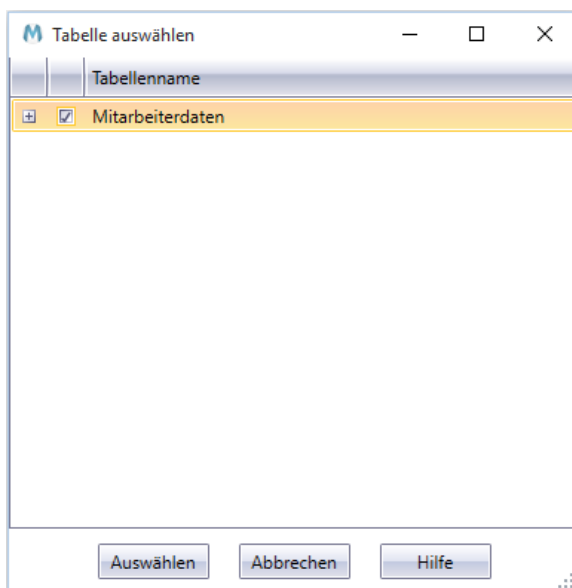 Tabelle auswählen
Tabellenname
Mitarbeiterdaten
Auswählen Abbrechen Hilfe